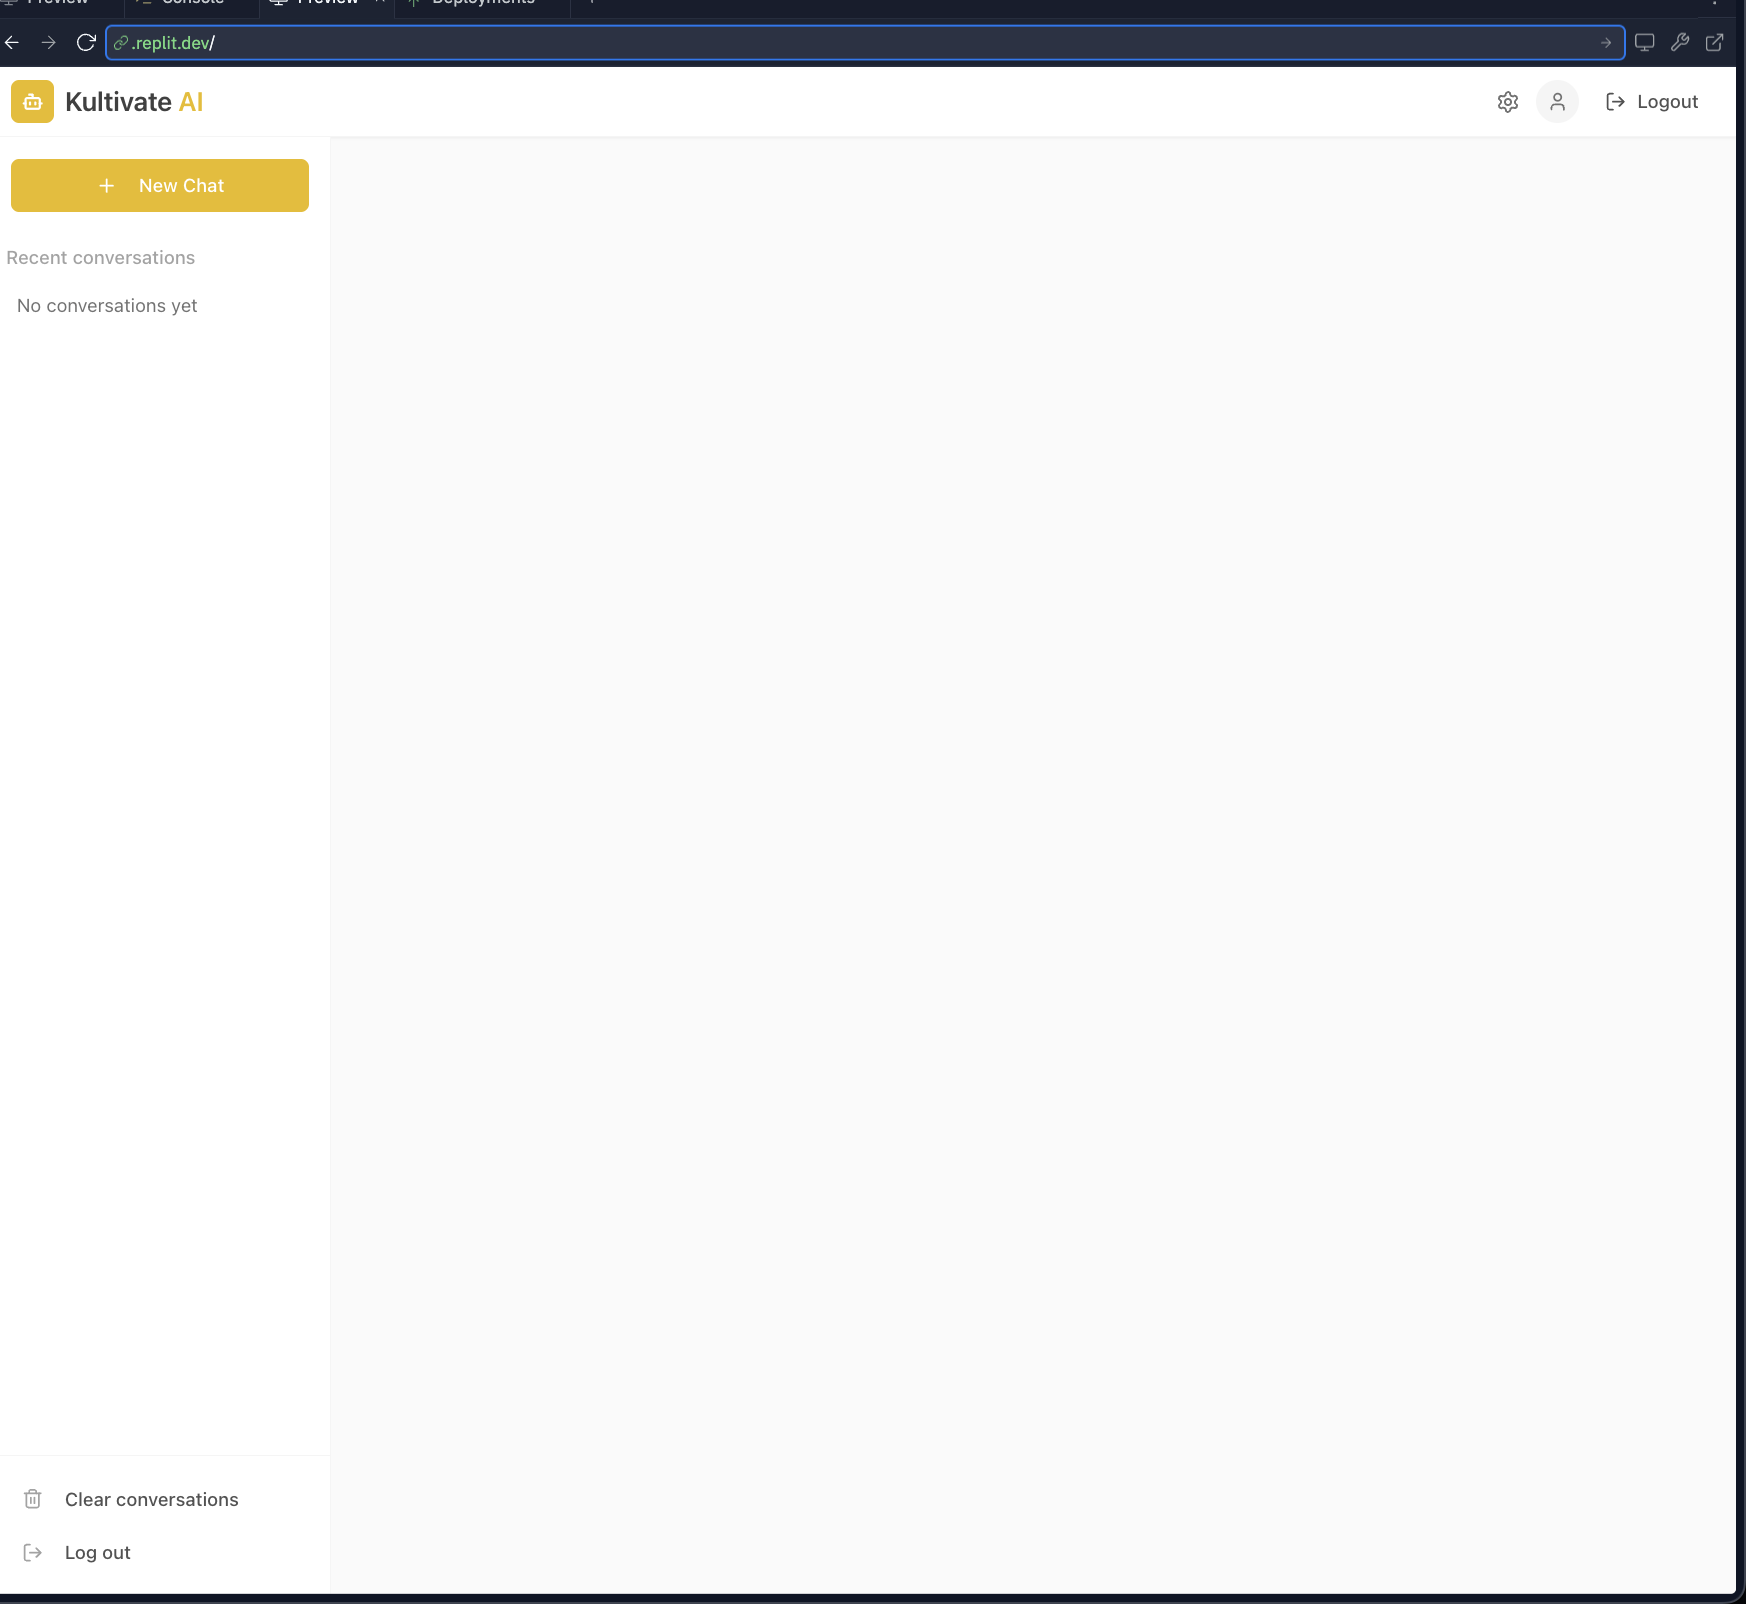 Preview Console Preview Deployments
.replit.dev/
Kultivate AI
Logout
New Chat
Recent conversations
No conversations yet
Clear conversations
Log out